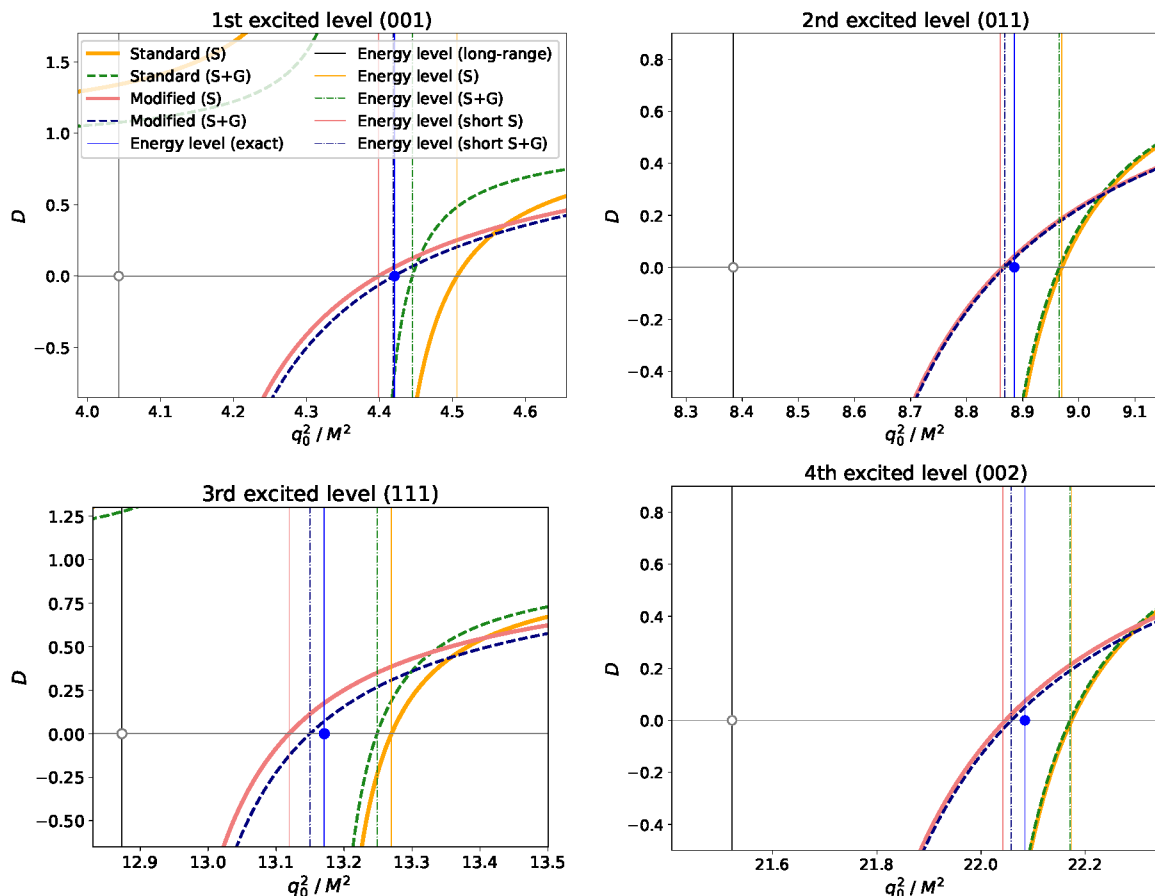 1st excited level (001)
1.5
1.0
0.5
0.0
−0.5
D
Standard (S)
Standard (S+G)
Modified (S)
Modified (S+G)
Energy level (exact)
Energy level (long-range)
Energy level (S)
Energy level (S+G)
Energy level (short S)
Energy level (short S+G)
4.0 4.1 4.2 4.3 4.4 4.5 4.6
q₀² / M²
2nd excited level (011)
0.8
0.6
0.4
0.2
0.0
−0.2
−0.4
D
8.3 8.4 8.5 8.6 8.7 8.8 8.9 9.0 9.1
q₀² / M²
3rd excited level (111)
1.25
1.00
0.75
0.50
0.25
0.00
−0.25
−0.50
D
12.9 13.0 13.1 13.2 13.3 13.4 13.5
q₀² / M²
4th excited level (002)
0.8
0.6
0.4
0.2
0.0
−0.2
−0.4
D
21.6 21.8 22.0 22.2
q₀² / M²